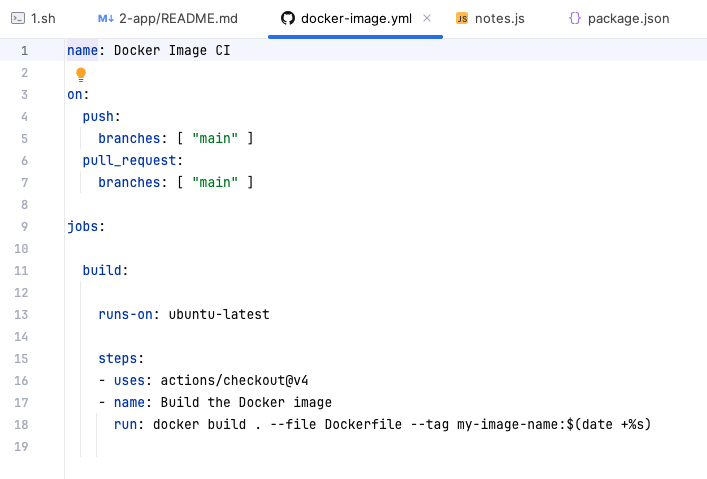 1.sh 2-app/README.md docker-image.yml notes.js package.json
1 name: Docker Image CI
2
3 on:
4   push:
5     branches: [ "main" ]
6   pull_request:
7     branches: [ "main" ]
8
9 jobs:
10
11   build:
12
13     runs-on: ubuntu-latest
14
15     steps:
16     - uses: actions/checkout@v4
17     - name: Build the Docker image
18       run: docker build . --file Dockerfile --tag my-image-name:$(date +%s)
19